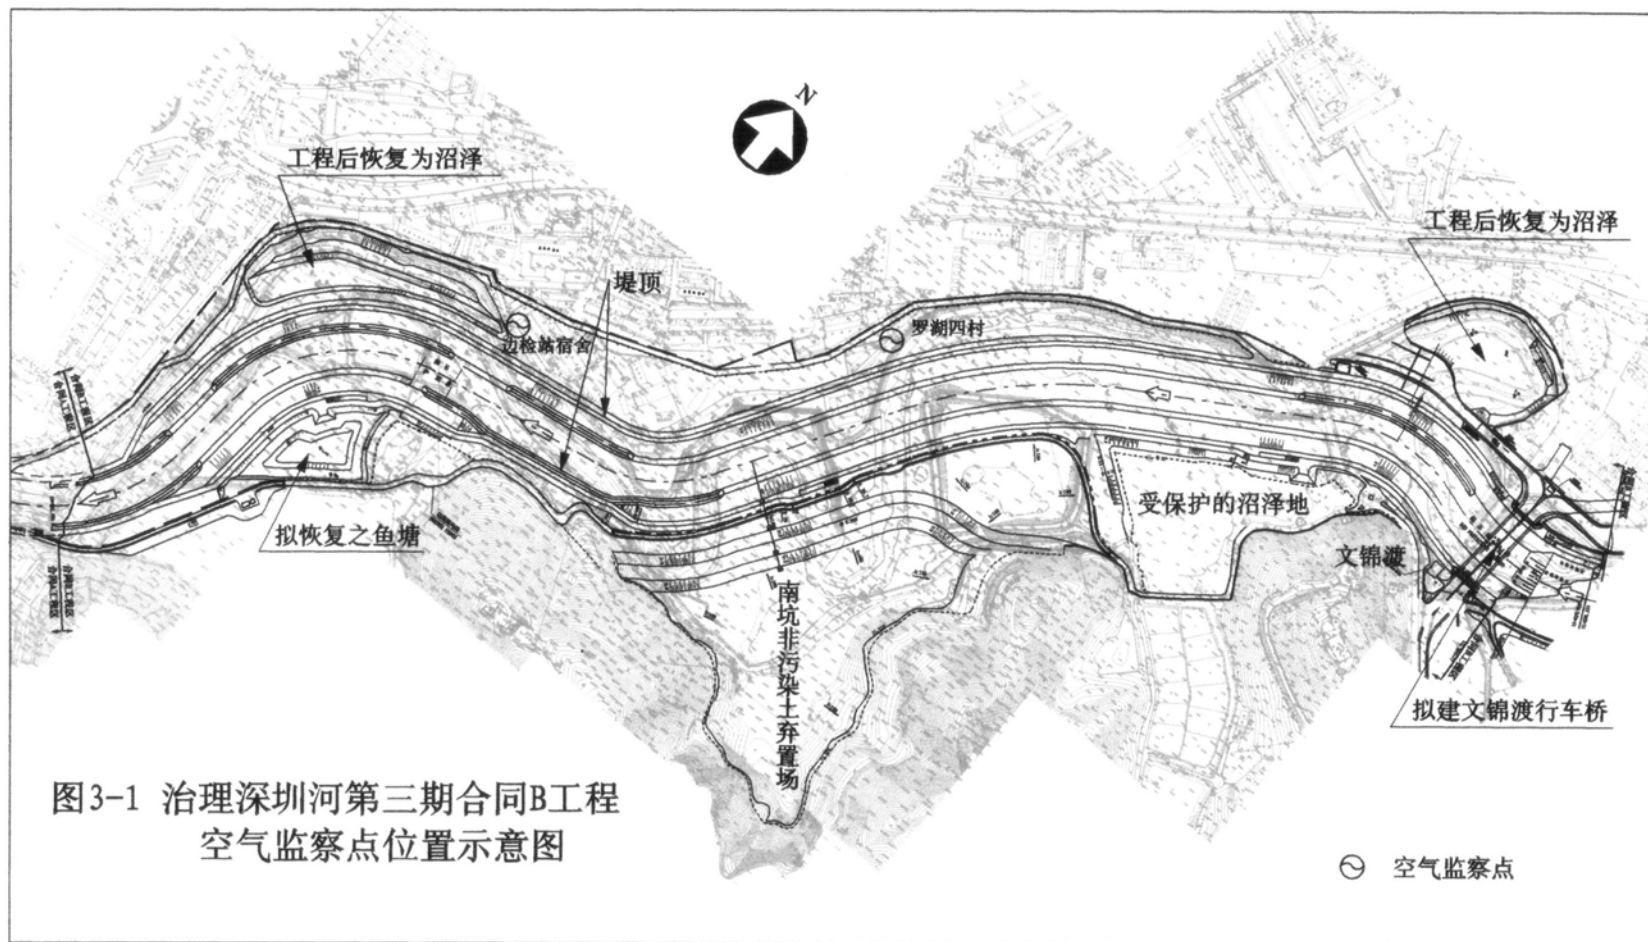 N
工程后恢复为沼泽
工程后恢复为沼泽
堤顶
边检站宿舍
罗湖四村
受保护的沼泽地
拟恢复之鱼塘
文锦渡
南坑非污染土弃置场
拟建文锦渡行车桥
图3-1 治理深圳河第三期合同B工程
空气监察点位置示意图
空气监察点